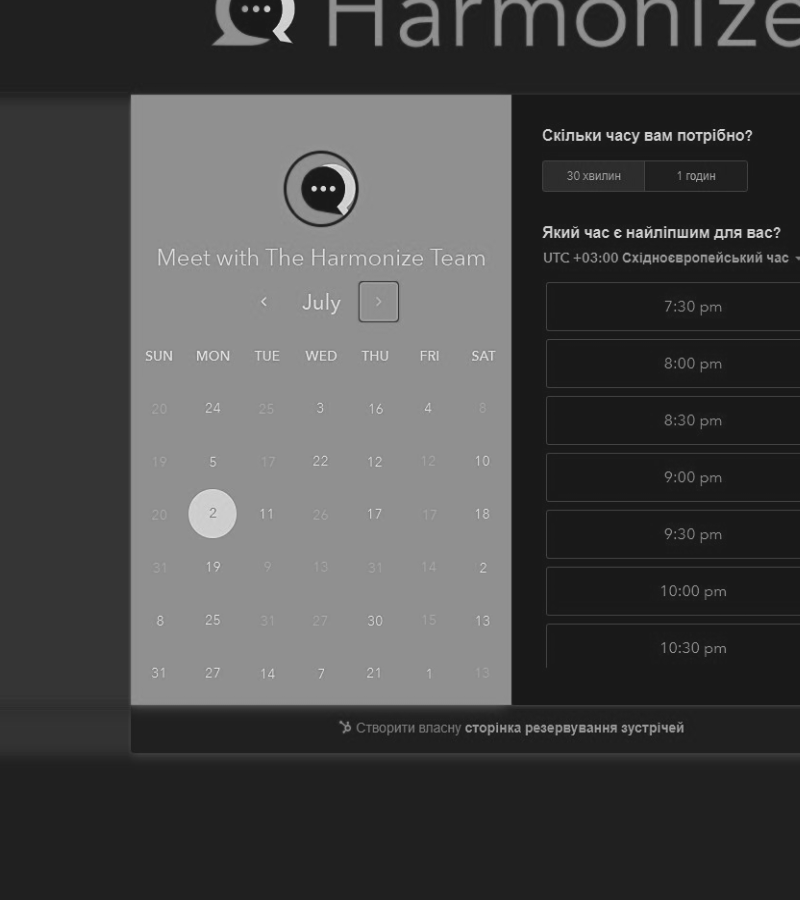 Harmonize
Meet with The Harmonize Team
July
SUN MON TUE WED THU FRI SAT
20 24 25 3 16 4 8
19 5 17 22 12 12 10
20 2 11 26 17 17 18
31 19 9 13 31 14 2
8 25 31 27 30 15 13
31 27 14 7 21 1 13
Скільки часу вам потрібно?
30 хвилин 1 годин
Який час є найліпшим для вас?
UTC +03:00 Східноєвропейський час
7:30 pm
8:00 pm
8:30 pm
9:00 pm
9:30 pm
10:00 pm
10:30 pm
Створити власну сторінка резервування зустрічей